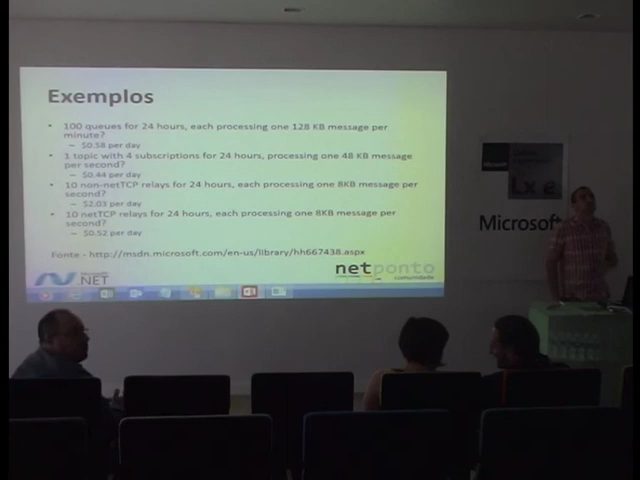 Exemplos
• 100 queues for 24 hours, each processing one 128 KB message per
minute?
– $0.58 per day
• 1 topic with 4 subscriptions for 24 hours, processing one 48 KB message
per second?
– $0.44 per day
• 10 non-netTCP relays for 24 hours, each processing one 8KB message per
second?
– $2.03 per day
• 10 netTCP relays for 24 hours, each processing one 8KB message per
second?
– $0.52 per day
Fonte - http://msdn.microsoft.com/en-us/library/hh667438.aspx
.NET
netponto
comunidade
Microsoft